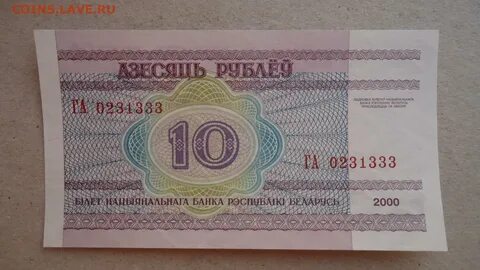 COINS.LAVE.RU
ДЗЕСЯЦЬ РУБЛЁЎ
ГА 0231333
10
ГА 0231333
БІЛЕТ НАЦЫЯНАЛЬНАГА БАНКА РЭСПУБЛІКІ БЕЛАРУСЬ 2000